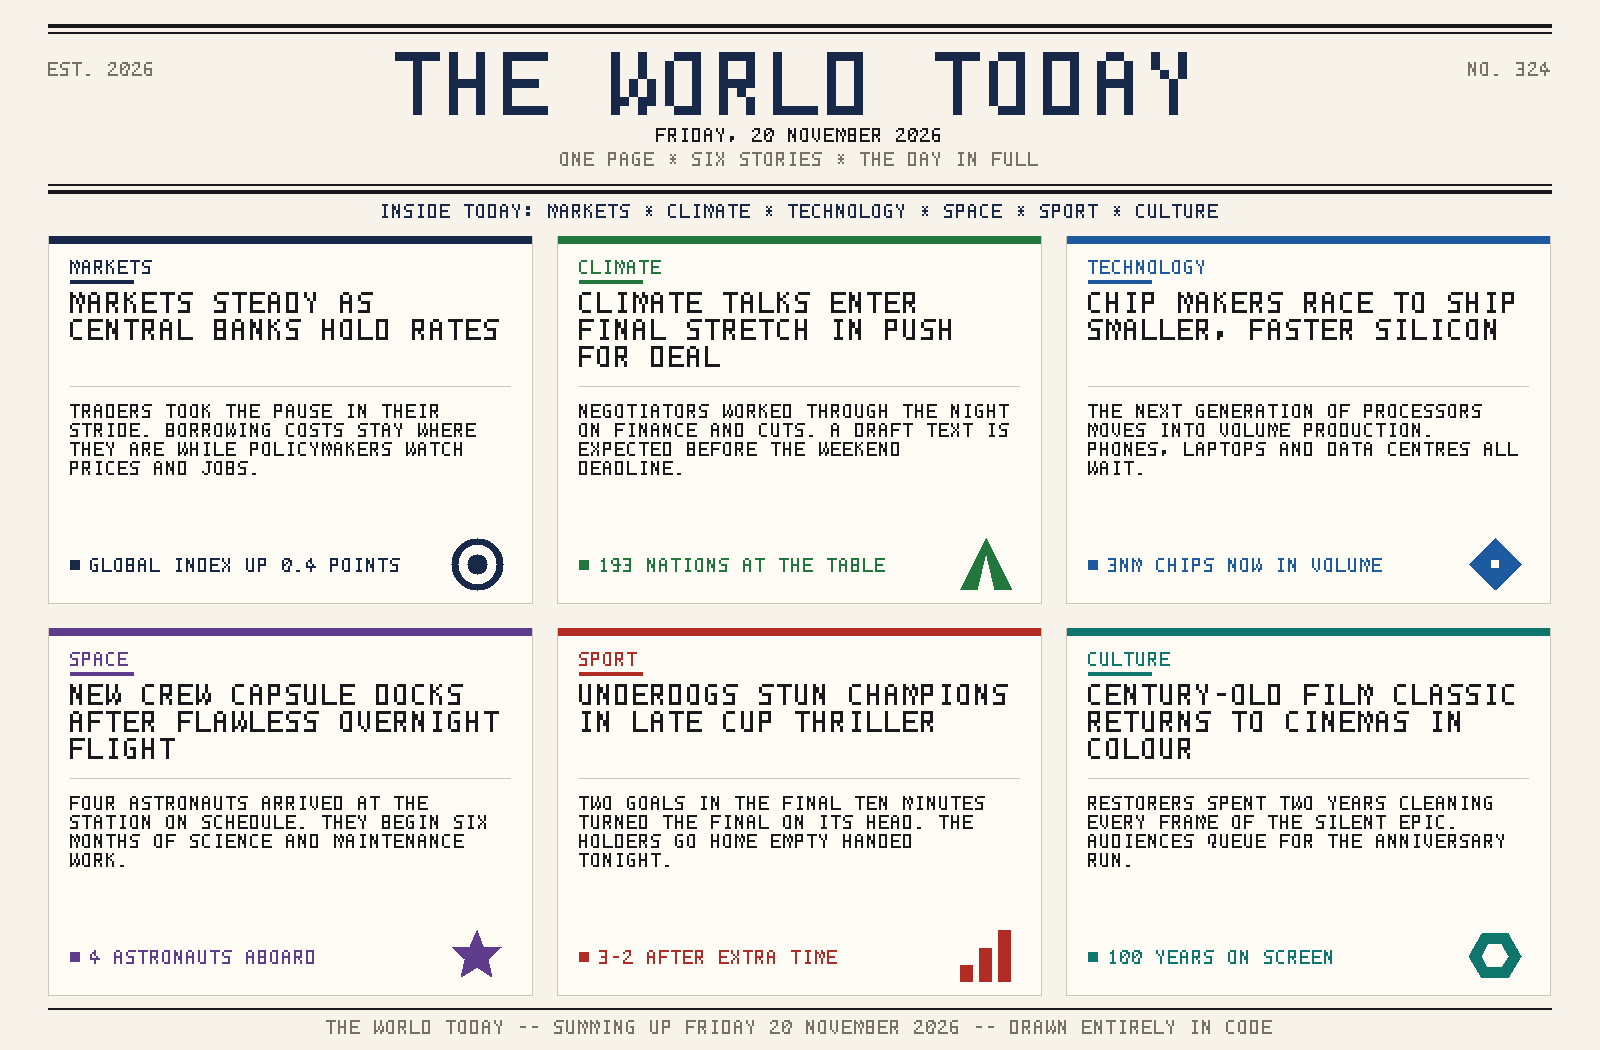 EST. 2026
THE WORLD TODAY
NO. 324
FRIDAY, 20 NOVEMBER 2026
ONE PAGE * SIX STORIES * THE DAY IN FULL
INSIDE TODAY: MARKETS * CLIMATE * TECHNOLOGY * SPACE * SPORT * CULTURE
MARKETS
MARKETS STEADY AS
CENTRAL BANKS HOLD RATES
TRADERS TOOK THE PAUSE IN THEIR
STRIDE. BORROWING COSTS STAY WHERE
THEY ARE WHILE POLICYMAKERS WATCH
PRICES AND JOBS.
GLOBAL INDEX UP 0.4 POINTS
CLIMATE
CLIMATE TALKS ENTER
FINAL STRETCH IN PUSH
FOR DEAL
NEGOTIATORS WORKED THROUGH THE NIGHT
ON FINANCE AND CUTS. A DRAFT TEXT IS
EXPECTED BEFORE THE WEEKEND
DEADLINE.
193 NATIONS AT THE TABLE
TECHNOLOGY
CHIP MAKERS RACE TO SHIP
SMALLER, FASTER SILICON
THE NEXT GENERATION OF PROCESSORS
MOVES INTO VOLUME PRODUCTION.
PHONES, LAPTOPS AND DATA CENTRES ALL
WAIT.
3NM CHIPS NOW IN VOLUME
SPACE
NEW CREW CAPSULE DOCKS
AFTER FLAWLESS OVERNIGHT
FLIGHT
FOUR ASTRONAUTS ARRIVED AT THE
STATION ON SCHEDULE. THEY BEGIN SIX
MONTHS OF SCIENCE AND MAINTENANCE
WORK.
4 ASTRONAUTS ABOARD
SPORT
UNDERDOGS STUN CHAMPIONS
IN LATE CUP THRILLER
TWO GOALS IN THE FINAL TEN MINUTES
TURNED THE FINAL ON ITS HEAD. THE
HOLDERS GO HOME EMPTY HANDED
TONIGHT.
3-2 AFTER EXTRA TIME
CULTURE
CENTURY-OLD FILM CLASSIC
RETURNS TO CINEMAS IN
COLOUR
RESTORERS SPENT TWO YEARS CLEANING
EVERY FRAME OF THE SILENT EPIC.
AUDIENCES QUEUE FOR THE ANNIVERSARY
RUN.
100 YEARS ON SCREEN
THE WORLD TODAY -- SUMMING UP FRIDAY 20 NOVEMBER 2026 -- DRAWN ENTIRELY IN CODE